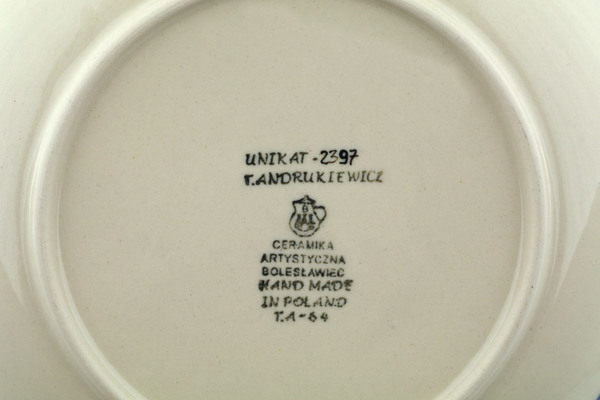 UNIKAT-2397
T.ANDRUKIEWICZ
B
CERAMIKA
ARTYSTYCZNA
BOLESŁAWIEC
HAND MADE
IN POLAND
T.A-64